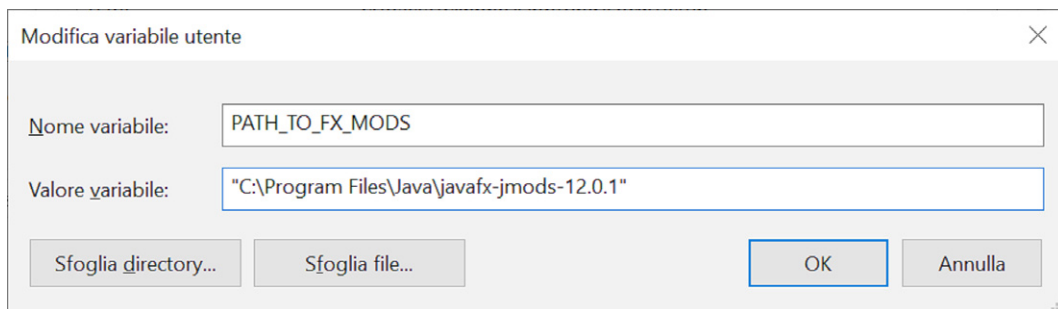 Modifica variabile utente
Nome variabile: PATH_TO_FX_MODS
Valore variabile: "C:\Program Files\Java\javafx-jmods-12.0.1"
Sfoglia directory... Sfoglia file... OK Annulla